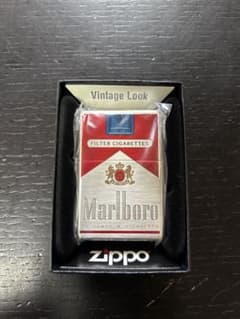 Vintage Look
FILTER CIGARETTES
Marlboro
zippo